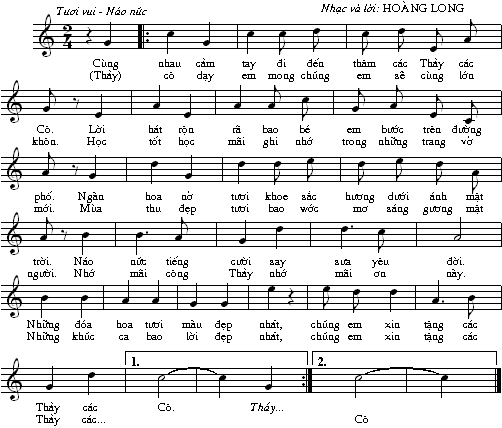 Tươi vui - Náo nức
Nhạc và lời: HOÀNG LONG
2
4
Cùng nhau cầm tay đi đến thăm các Thầy các
(Thầy) cô dạy em mong chúng em sẽ cùng lớn
Cô. Lời hát rộn rã bao bé em bước trên đường
khôn. Học tốt học mãi ghi nhớ trong những trang vở
phố. Ngàn hoa nở tươi khoe sắc hương dưới ánh mặt
mới. Mùa thu đẹp tươi bao ước mơ sáng gương mặt
trời. Náo nức tiếng cười say sưa yêu đời.
người. Nhớ mãi công Thầy nhớ mãi ơn này.
Những đóa hoa tươi màu đẹp nhất, chúng em xin tặng các
Những khúc ca bao lời đẹp nhất, chúng em xin tặng các
1.
2.
Thầy các Cô. Thầy...
Thầy các... Cô